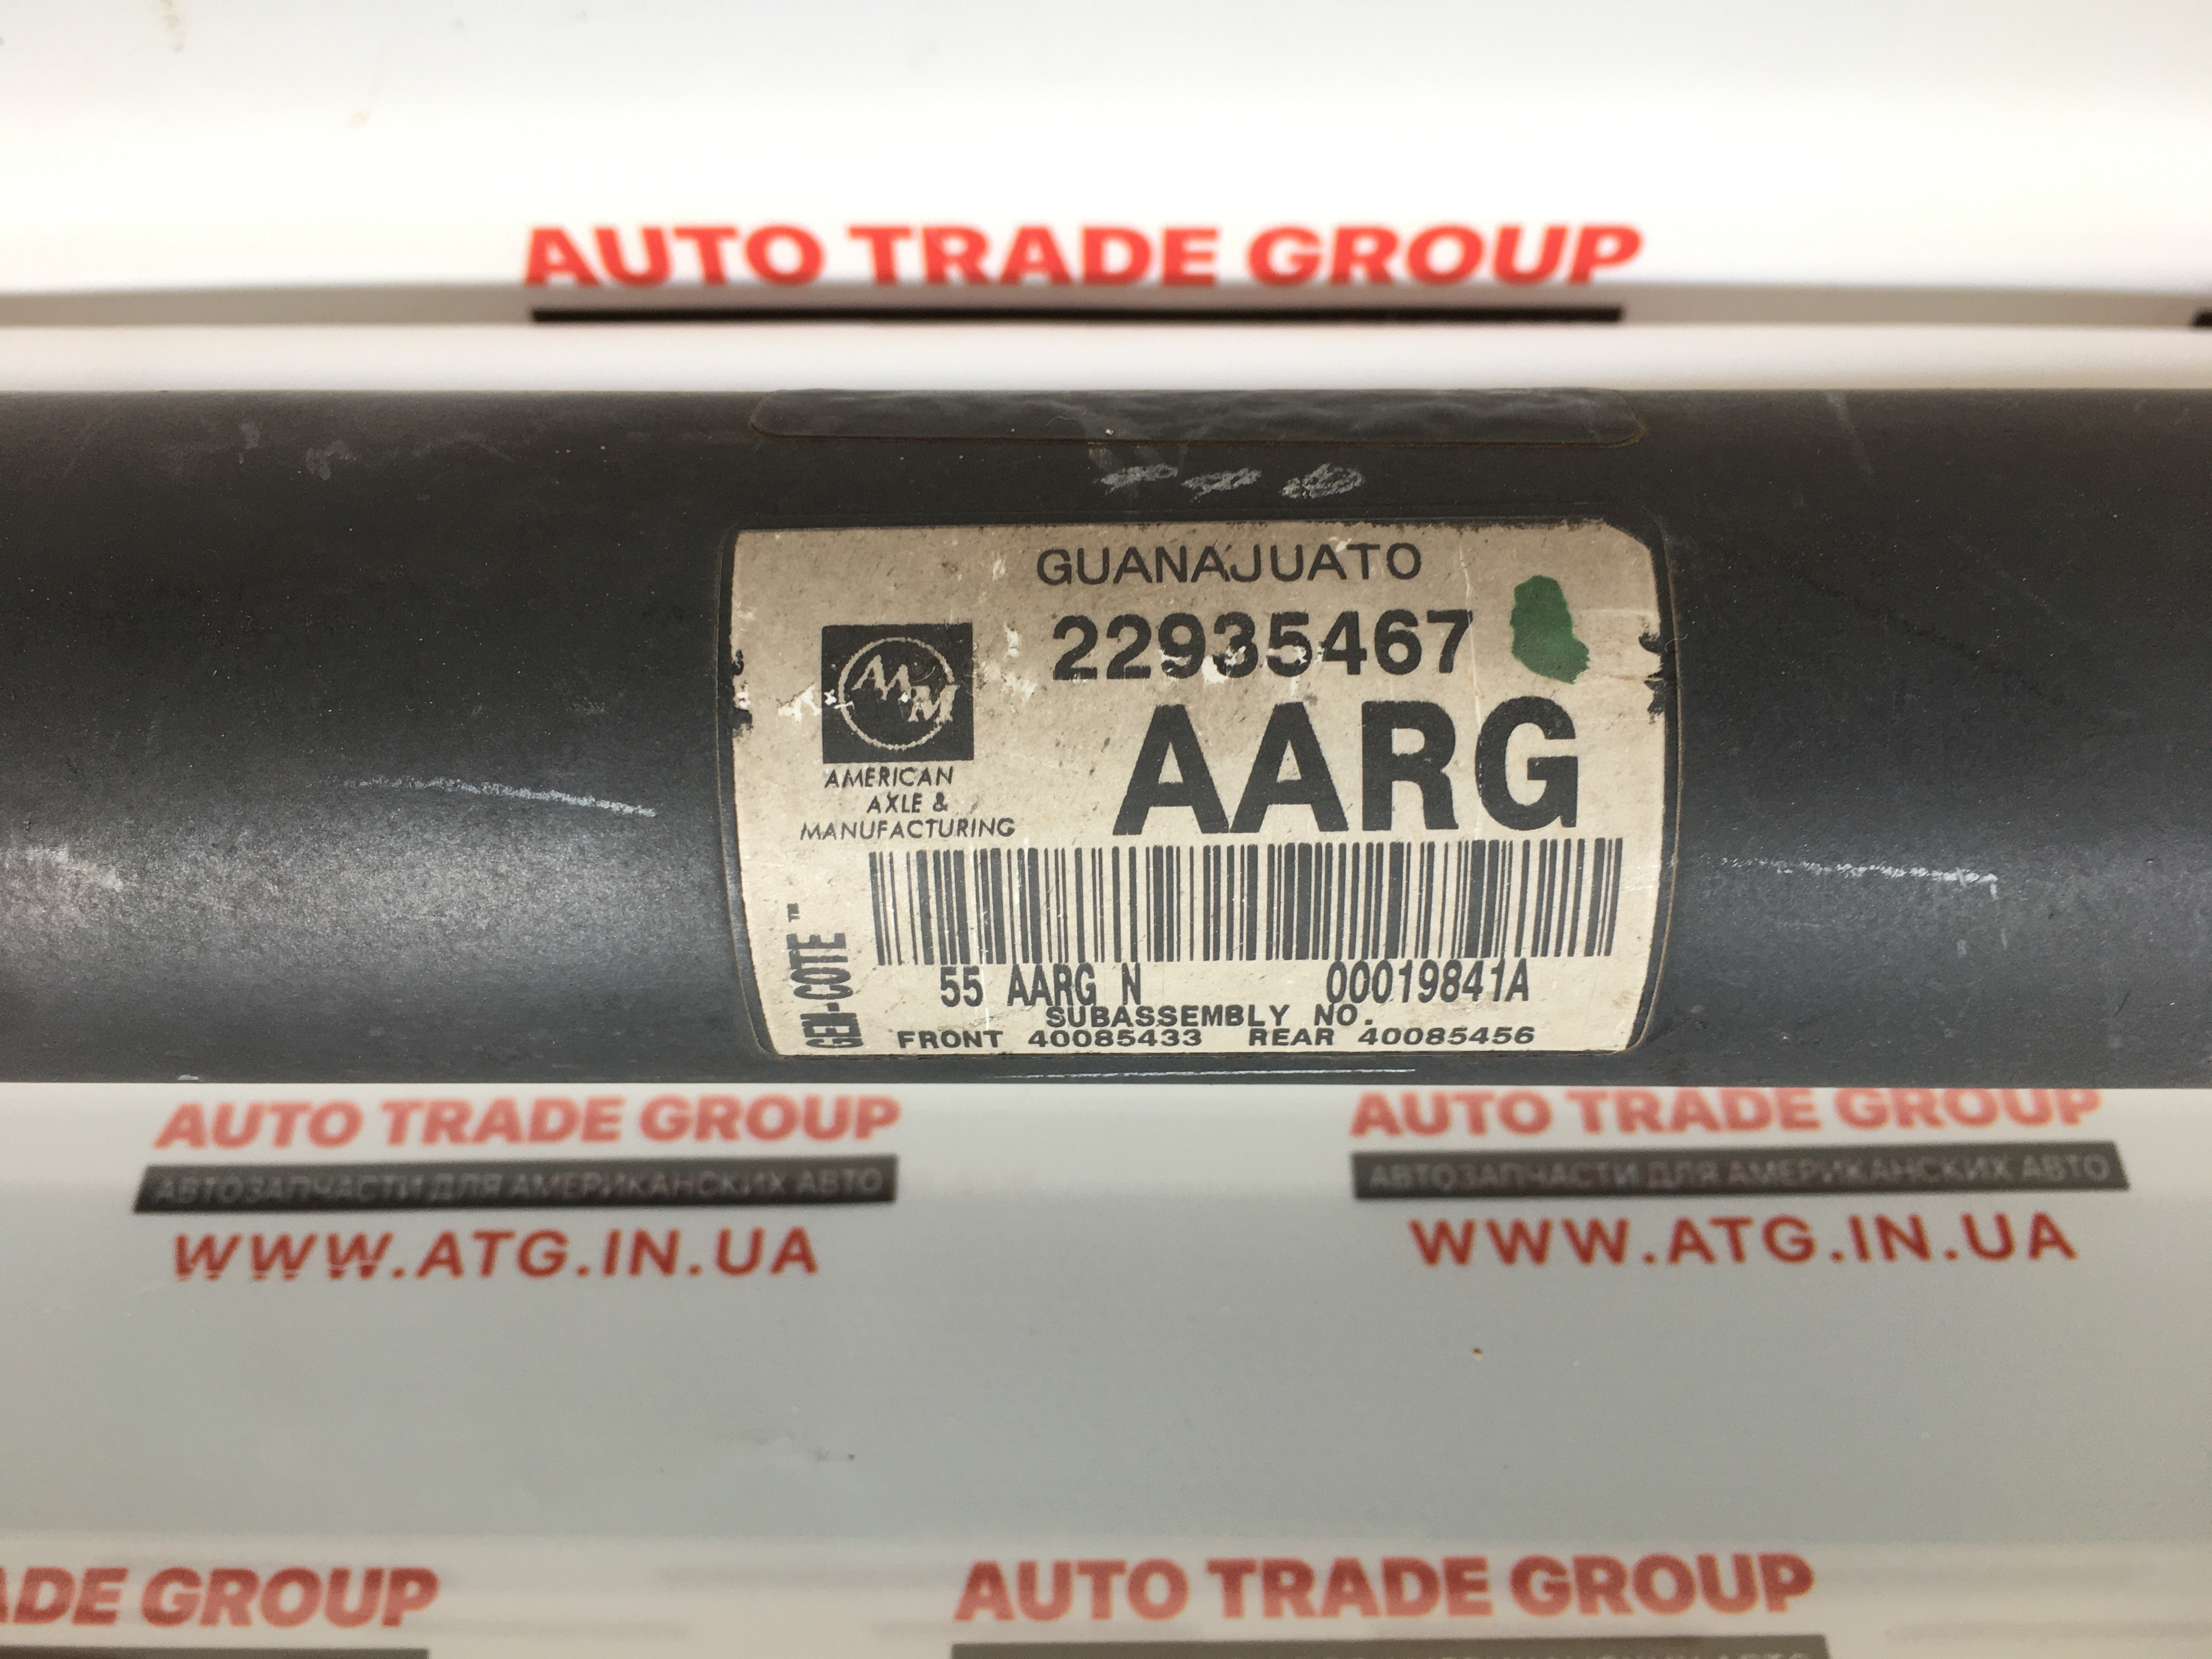 AUTO TRADE GROUP
GUANAJUATO
22935467
AARG
AAM
AMERICAN
AXLE &
MANUFACTURING
GEM-COTE™
55 AARG N 00019841A
SUBASSEMBLY NO.
FRONT 40085433 REAR 40085456
AUTO TRADE GROUP
АВТОЗАПЧАСТИ ДЛЯ АМЕРИКАНСКИХ АВТО
WWW.ATG.IN.UA
AUTO TRADE GROUP
АВТОЗАПЧАСТИ ДЛЯ АМЕРИКАНСКИХ АВТО
WWW.ATG.IN.UA
ADE GROUP
AUTO TRADE GROUP